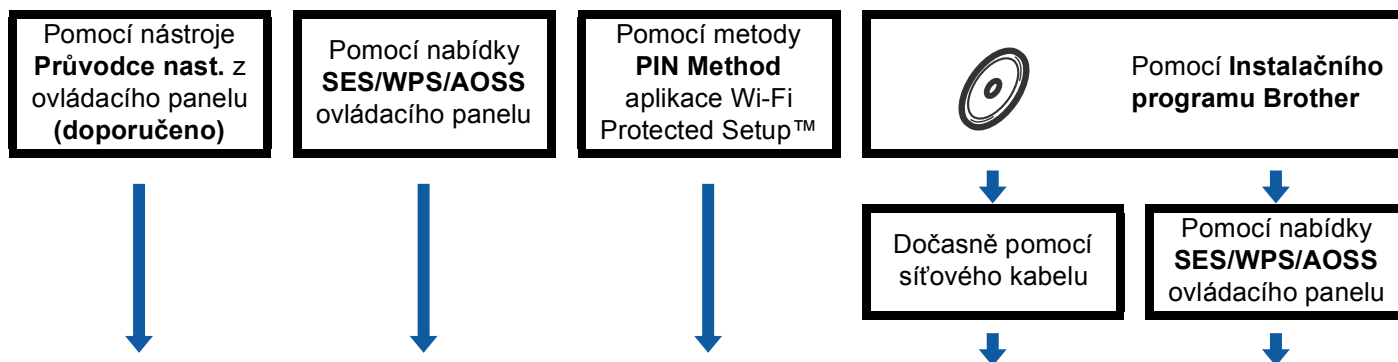 Pomocí nástroje
Průvodce nast. z
ovládacího panelu
(doporučeno)
Pomocí nabídky
SES/WPS/AOSS
ovládacího panelu
Pomocí metody
PIN Method
aplikace Wi-Fi
Protected Setup™
Pomocí Instalačního
programu Brother
Dočasně pomocí
síťového kabelu
Pomocí nabídky
SES/WPS/AOSS
ovládacího panelu